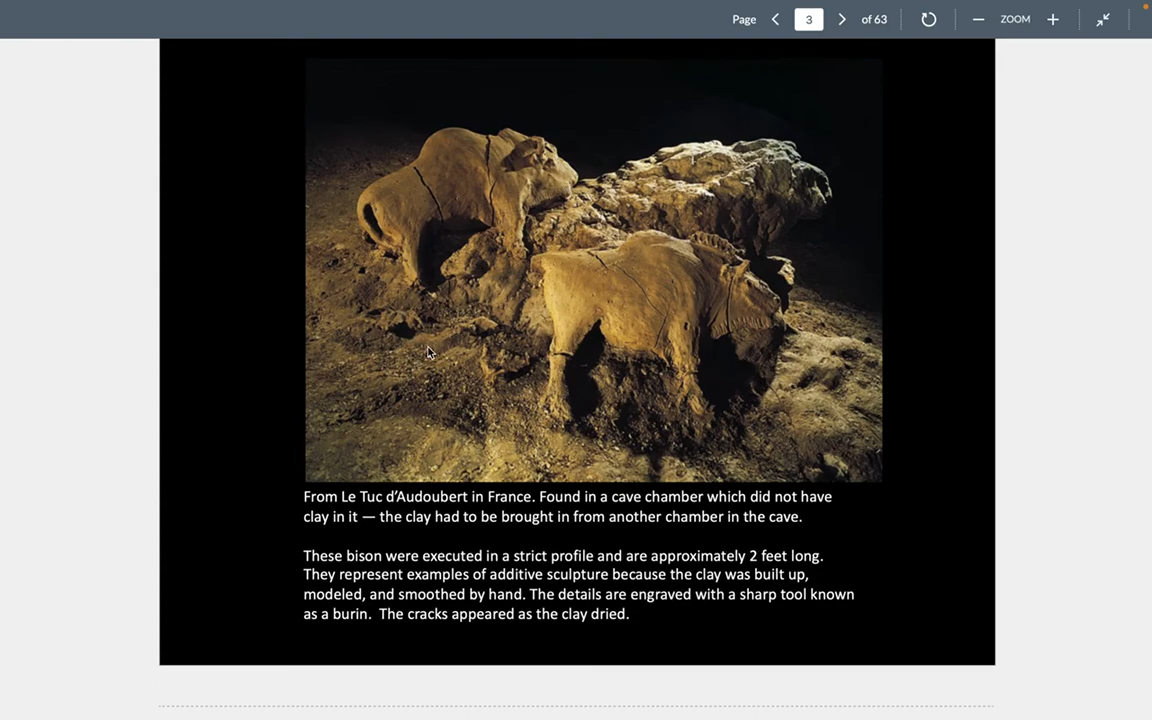 Page 3 of 63 ZOOM
From Le Tuc d’Audoubert in France. Found in a cave chamber which did not have
clay in it — the clay had to be brought in from another chamber in the cave.
These bison were executed in a strict profile and are approximately 2 feet long.
They represent examples of additive sculpture because the clay was built up,
modeled, and smoothed by hand. The details are engraved with a sharp tool known
as a burin.  The cracks appeared as the clay dried.